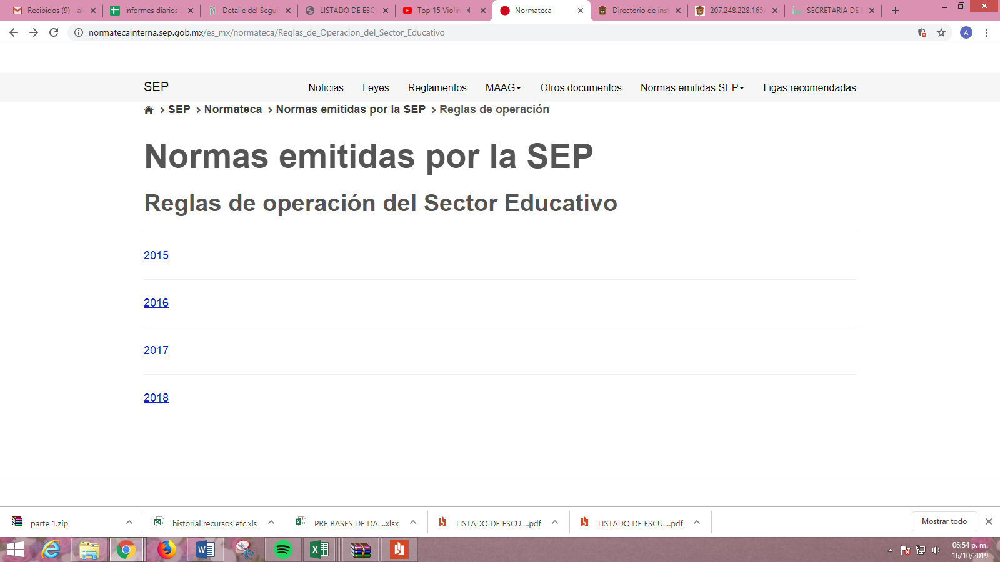 Recibidos (9) - ale
informes diarios 2
Detalle del Segui
LISTADO DE ESCU
Top 15 Violin
Normateca
Directorio de inst
207.248.228.165/
SECRETARIA DE E
normatecainterna.sep.gob.mx/es_mx/normateca/Reglas_de_Operacion_del_Sector_Educativo
A
SEP
Noticias
Leyes
Reglamentos
MAAG
Otros documentos
Normas emitidas SEP
Ligas recomendadas
SEP
Normateca
Normas emitidas por la SEP
Reglas de operación
Normas emitidas por la SEP
Reglas de operación del Sector Educativo
2015
2016
2017
2018
parte 1.zip
historial recursos etc.xls
PRE BASES DE DA....xlsx
LISTADO DE ESCU....pdf
LISTADO DE ESCU....pdf
Mostrar todo
06:54 p. m.
16/10/2019